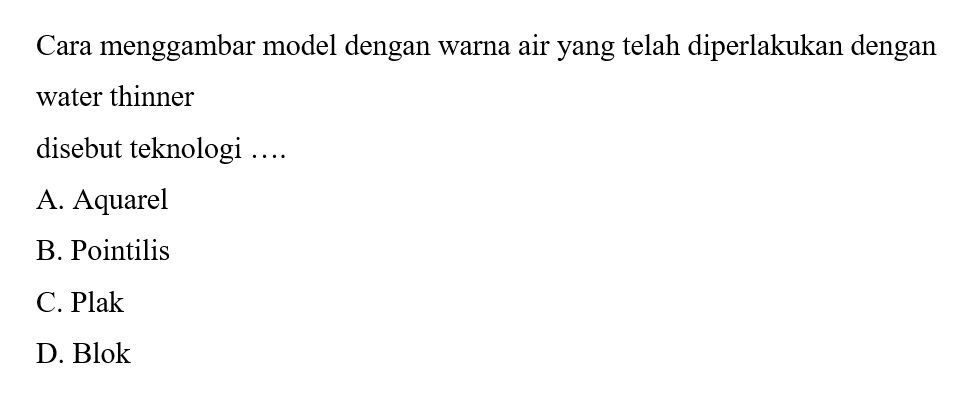 Cara menggambar model dengan warna air yang telah diperlakukan dengan
water thinner
disebut teknologi ….
A. Aquarel
B. Pointilis
C. Plak
D. Blok